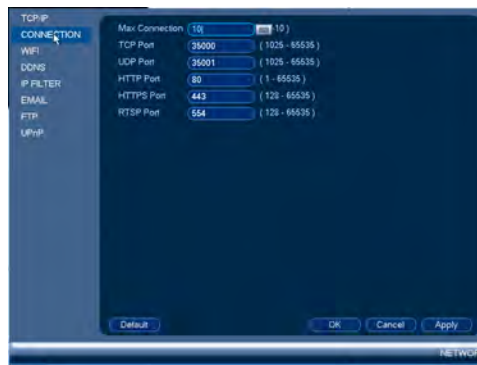 TCP/IP
CONNECTION
WIFI
DDNS
IP FILTER
EMAIL
FTP
UPnP
Max Connection 10 -10 )
TCP Port 35000 ( 1025 - 65535 )
UDP Port 35001 ( 1025 - 65535 )
HTTP Port 80 ( 1 - 65535 )
HTTPS Port 443 ( 128 - 65535 )
RTSP Port 554 ( 128 - 65535 )
Default OK Cancel Apply
NETWO